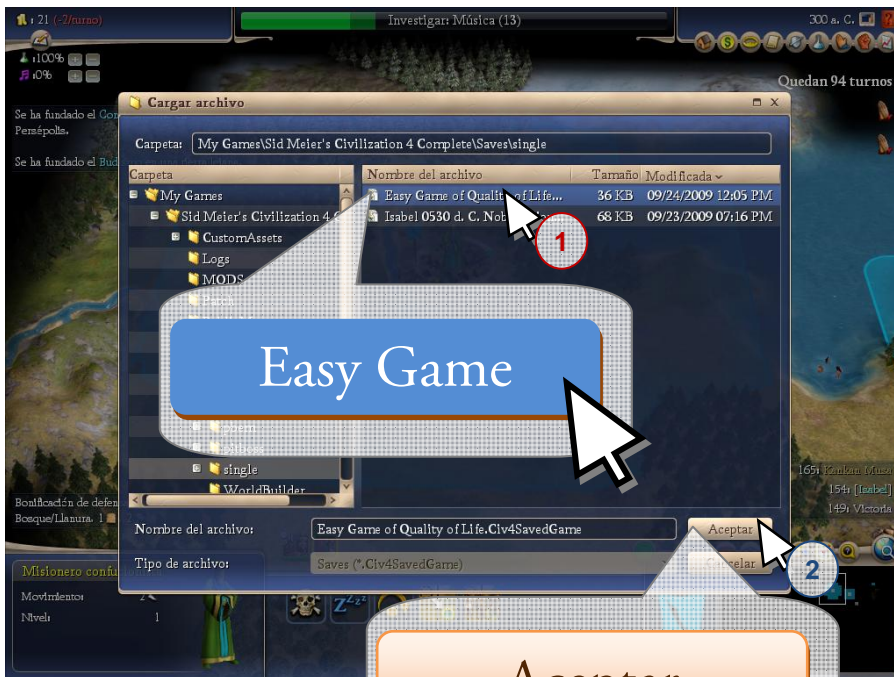 21 (-2/turno)
Investigar: Música (13)
300 a. C.
100%
0%
Quedan 94 turnos
Se ha fundado el
Persépolis.
Se ha fundado el
Cargar archivo
Carpeta: My Games\Sid Meier's Civilization 4 Complete\Saves\single
Carpeta
Nombre del archivo Tamaño Modificada
My Games
Easy Game of Quality of Life... 36 KB 09/24/2009 12:05 PM
Sid Meier's Civilization 4
Isabel 0530 d. C. 68 KB 09/23/2009 07:16 PM
CustomAssets
1
Logs
MODS
Easy Game
single
WorldBuilder
165: Kankan Musa
154: [Isabel]
149: Victoria
Bonificación de
Bosque/Llanura.
Nombre del archivo: Easy Game of Quality of Life.Civ4SavedGame Aceptar
Tipo de archivo: Saves (*.Civ4SavedGame)
2
Misionero
Movimiento:
Nivel: 1